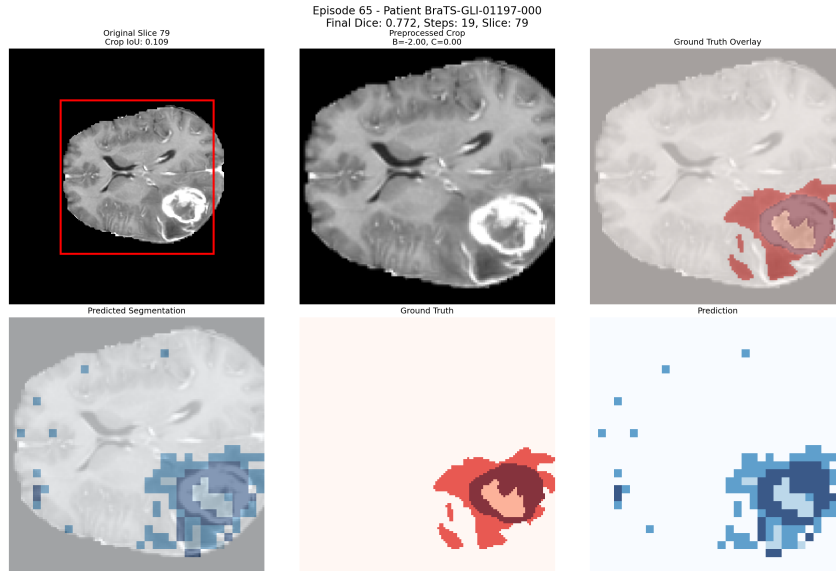 Episode 65 - Patient BraTS-GLI-01197-000
Final Dice: 0.772, Steps: 19, Slice: 79
Original Slice 79
Crop IoU: 0.109
Preprocessed Crop
B=-2.00, C=0.00
Ground Truth Overlay
Predicted Segmentation
Ground Truth
Prediction